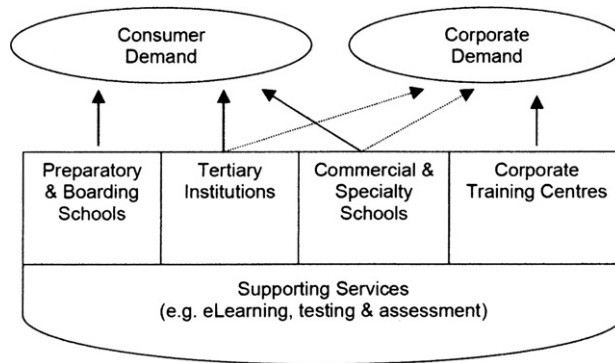 Consumer
Demand
Corporate
Demand
Preparatory
& Boarding
Schools
Tertiary
Institutions
Commercial &
Specialty
Schools
Corporate
Training Centres
Supporting Services
(e.g. eLearning, testing & assessment)